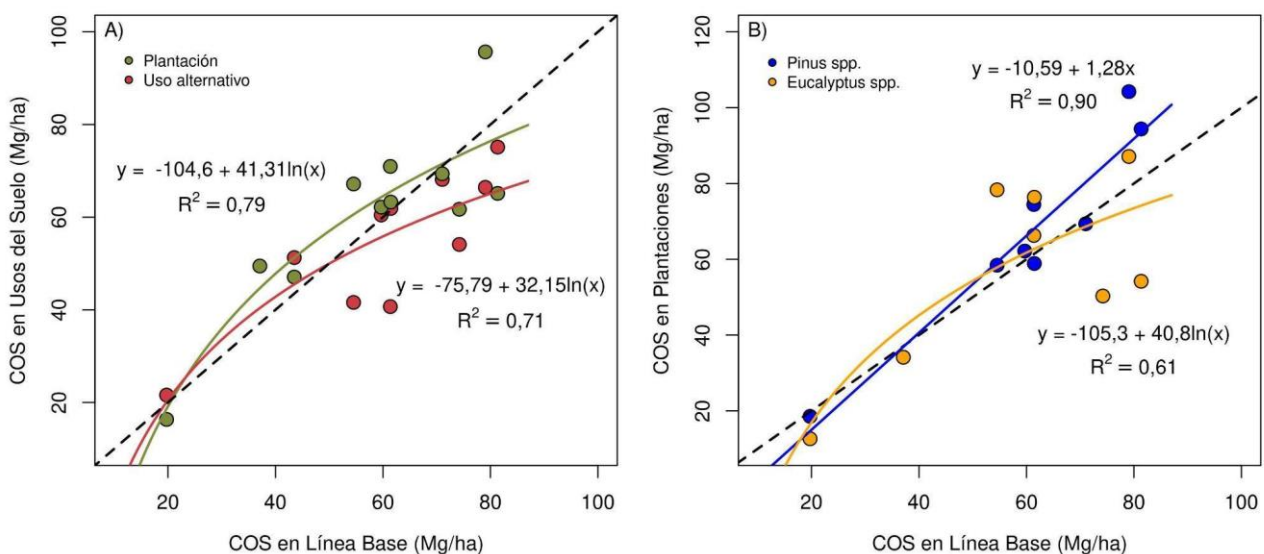 A)
Plantación
Uso alternativo
y = -104,6 + 41,31ln(x)
R² = 0,79
y = -75,79 + 32,15ln(x)
R² = 0,71
COS en Usos del Suelo (Mg/ha)
100
80
60
40
20
20 40 60 80 100
COS en Línea Base (Mg/ha)
B)
Pinus spp.
Eucalyptus spp.
y = -10,59 + 1,28x
R² = 0,90
y = -105,3 + 40,8ln(x)
R² = 0,61
COS en Plantaciones (Mg/ha)
120
100
80
60
40
20
20 40 60 80 100
COS en Línea Base (Mg/ha)